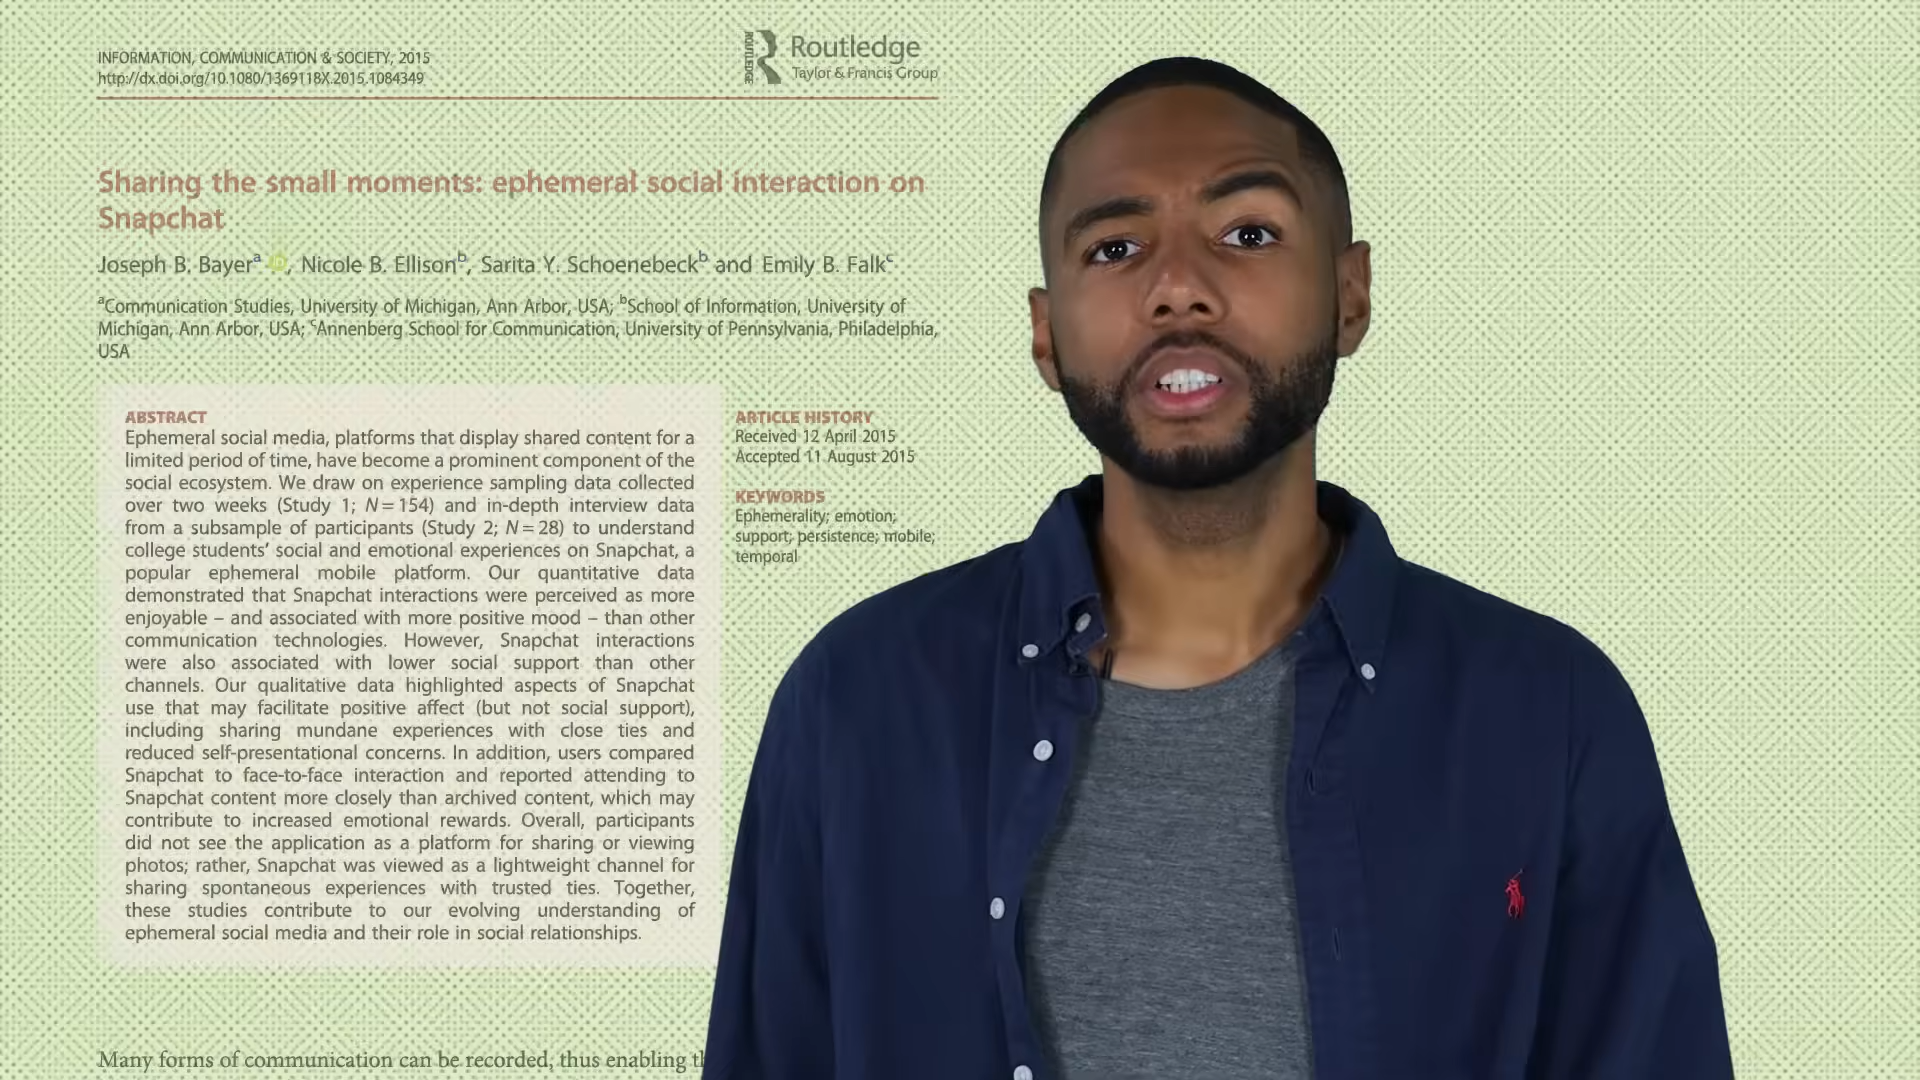 INFORMATION, COMMUNICATION & SOCIETY, 2015
http://dx.doi.org/10.1080/1369118X.2015.1084349
ROUTLEDGE
Routledge
Taylor & Francis Group
Sharing the small moments: ephemeral social interaction on
Snapchat
Joseph B. Bayerᵃ iD, Nicole B. Ellisonᵇ, Sarita Y. Schoenebeckᵇ and Emily B. Falkᶜ
ᵃCommunication Studies, University of Michigan, Ann Arbor, USA; ᵇSchool of Information, University of
Michigan, Ann Arbor, USA; ᶜAnnenberg School for Communication, University of Pennsylvania, Philadelphia,
USA
ABSTRACT
Ephemeral social media, platforms that display shared content for a
limited period of time, have become a prominent component of the
social ecosystem. We draw on experience sampling data collected
over two weeks (Study 1; N = 154) and in-depth interview data
from a subsample of participants (Study 2; N = 28) to understand
college students' social and emotional experiences on Snapchat, a
popular ephemeral mobile platform. Our quantitative data
demonstrated that Snapchat interactions were perceived as more
enjoyable – and associated with more positive mood – than other
communication technologies. However, Snapchat interactions
were also associated with lower social support than other
channels. Our qualitative data highlighted aspects of Snapchat
use that may facilitate positive affect (but not social support),
including sharing mundane experiences with close ties and
reduced self-presentational concerns. In addition, users compared
Snapchat to face-to-face interaction and reported attending to
Snapchat content more closely than archived content, which may
contribute to increased emotional rewards. Overall, participants
did not see the application as a platform for sharing or viewing
photos; rather, Snapchat was viewed as a lightweight channel for
sharing spontaneous experiences with trusted ties. Together,
these studies contribute to our evolving understanding of
ephemeral social media and their role in social relationships.
ARTICLE HISTORY
Received 12 April 2015
Accepted 11 August 2015
KEYWORDS
Ephemerality; emotion;
support; persistence; mobile;
temporal
Many forms of communication can be recorded, thus enabling